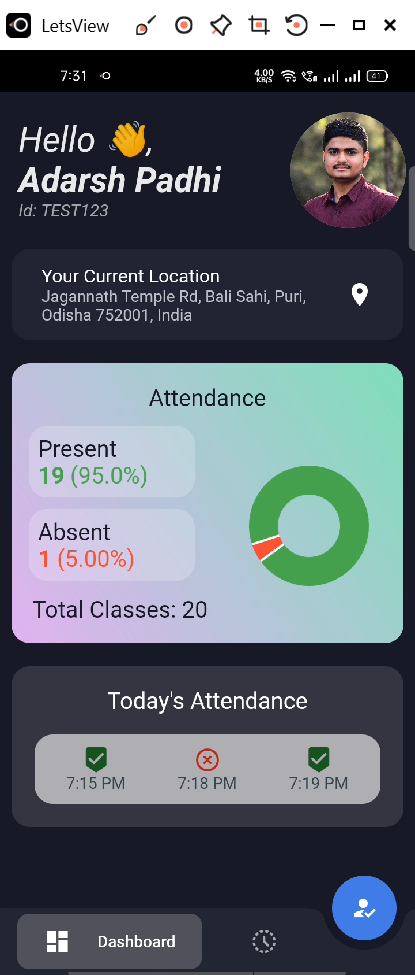 LetsView
7:31
4.00
KB/S
41
Hello 👋,
Adarsh Padhi
Id: TEST123
Your Current Location
Jagannath Temple Rd, Bali Sahi, Puri,
Odisha 752001, India
Attendance
Present
19 (95.0%)
Absent
1 (5.00%)
Total Classes: 20
Today's Attendance
7:15 PM 7:18 PM 7:19 PM
Dashboard